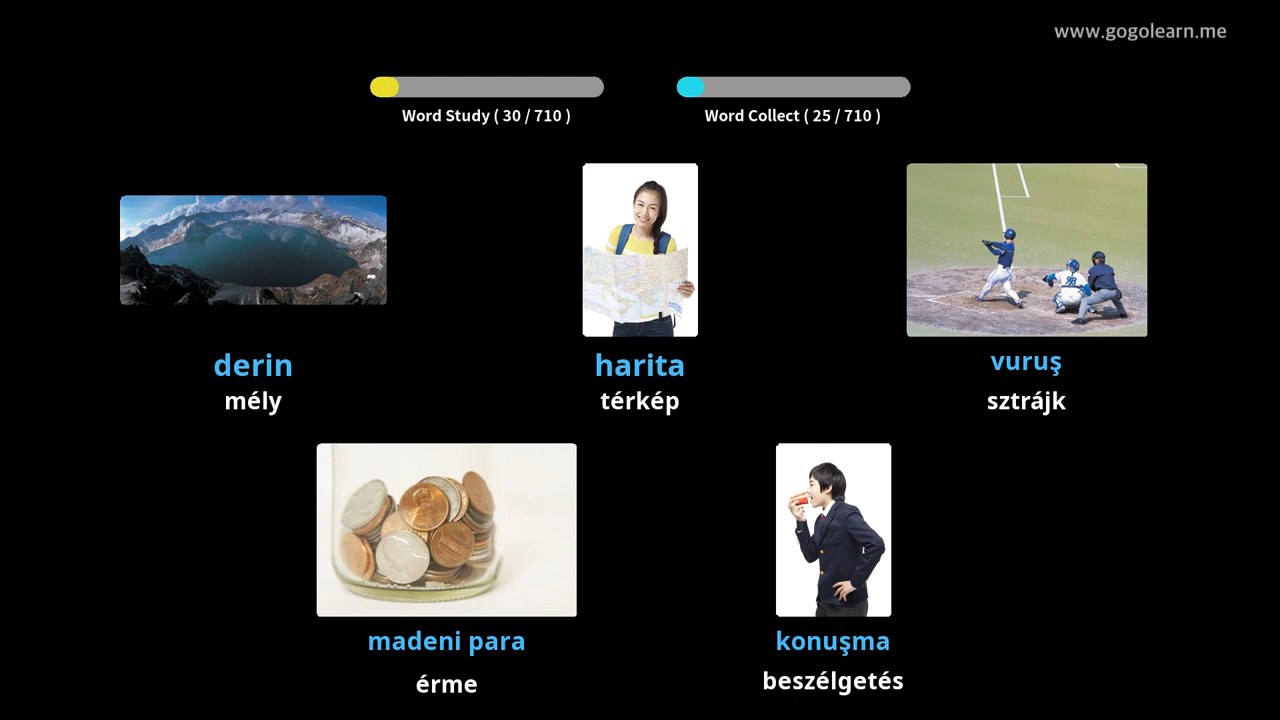 www.gogolearn.me
Word Study ( 30 / 710 )
Word Collect ( 25 / 710 )
derin
mély
harita
térkép
vuruş
sztrájk
madeni para
érme
konuşma
beszélgetés